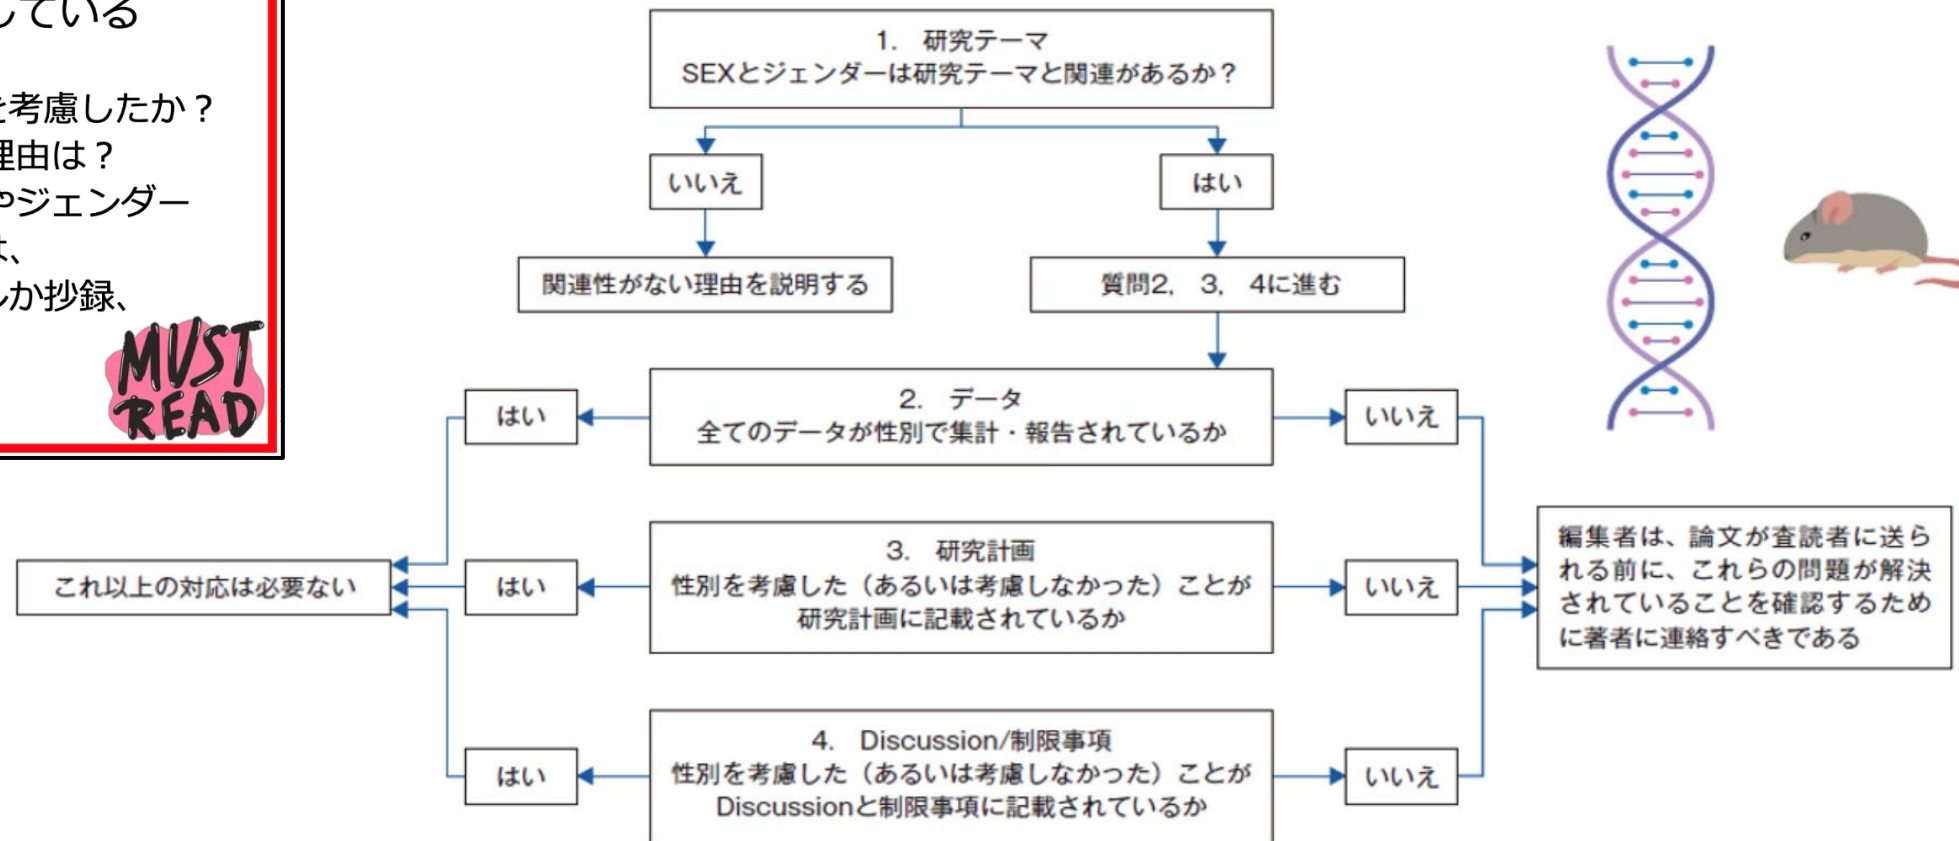 している
を考慮したか？
理由は？
やジェンダー
は、
ルか抄録、
MUST
READ
1. 研究テーマ
SEXとジェンダーは研究テーマと関連があるか？
いいえ
はい
関連性がない理由を説明する
質問2, 3, 4に進む
2. データ
全てのデータが性別で集計・報告されているか
はい
いいえ
3. 研究計画
性別を考慮した（あるいは考慮しなかった）ことが
研究計画に記載されているか
はい
いいえ
これ以上の対応は必要ない
編集者は、論文が査読者に送ら
れる前に、これらの問題が解決
されていることを確認するため
に著者に連絡すべきである
4. Discussion/制限事項
性別を考慮した（あるいは考慮しなかった）ことが
Discussionと制限事項に記載されているか
はい
いいえ